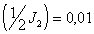 (1/2 J₂) = 0,01